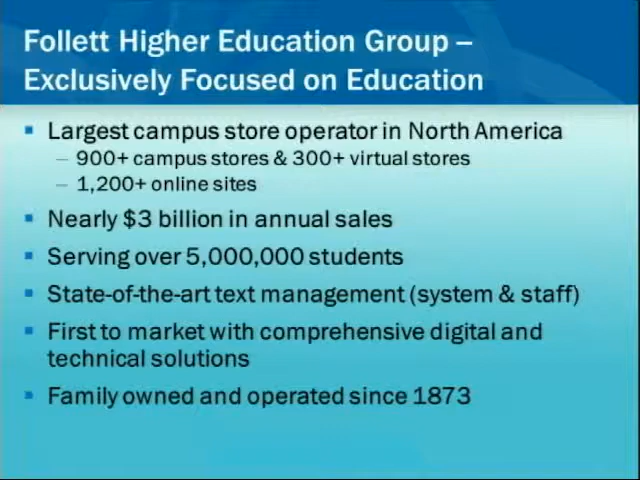 Follett Higher Education Group –
Exclusively Focused on Education
▪ Largest campus store operator in North America
– 900+ campus stores & 300+ virtual stores
– 1,200+ online sites
▪ Nearly $3 billion in annual sales
▪ Serving over 5,000,000 students
▪ State-of-the-art text management (system & staff)
▪ First to market with comprehensive digital and
technical solutions
▪ Family owned and operated since 1873